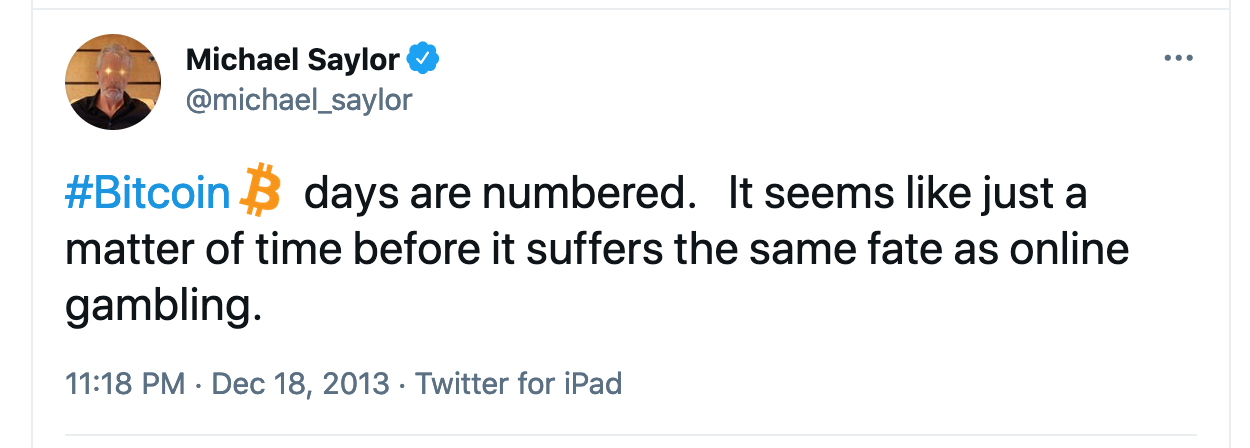 Michael Saylor
@michael_saylor
#Bitcoin days are numbered.   It seems like just a
matter of time before it suffers the same fate as online
gambling.
11:18 PM · Dec 18, 2013 · Twitter for iPad